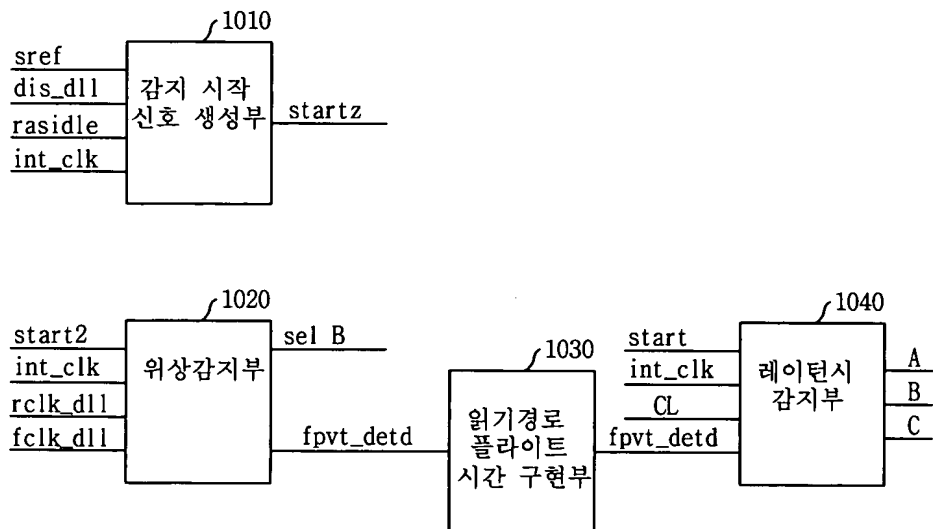 1010
sref
dis_dll
rasidle
int_clk
감지 시작
신호 생성부
startz
1020
start2
int_clk
rclk_dll
fclk_dll
위상감지부
sel B
fpvt_detd
1030
읽기경로
플라이트
시간 구현부
fpvt_detd
1040
start
int_clk
CL
레이턴시
감지부
A
B
C